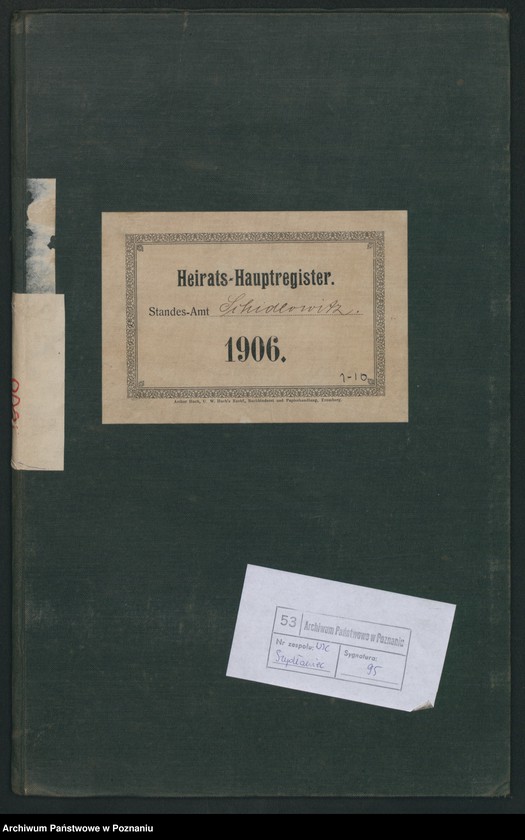 Heirats-Hauptregister.
Standes-Amt Schidlowitz.
1906.
1-10
53 Archiwum Państwowe w Poznaniu
Nr zespołu: USC
Szydłowiec
Sygnatura:
95
Archiwum Państwowe w Poznaniu